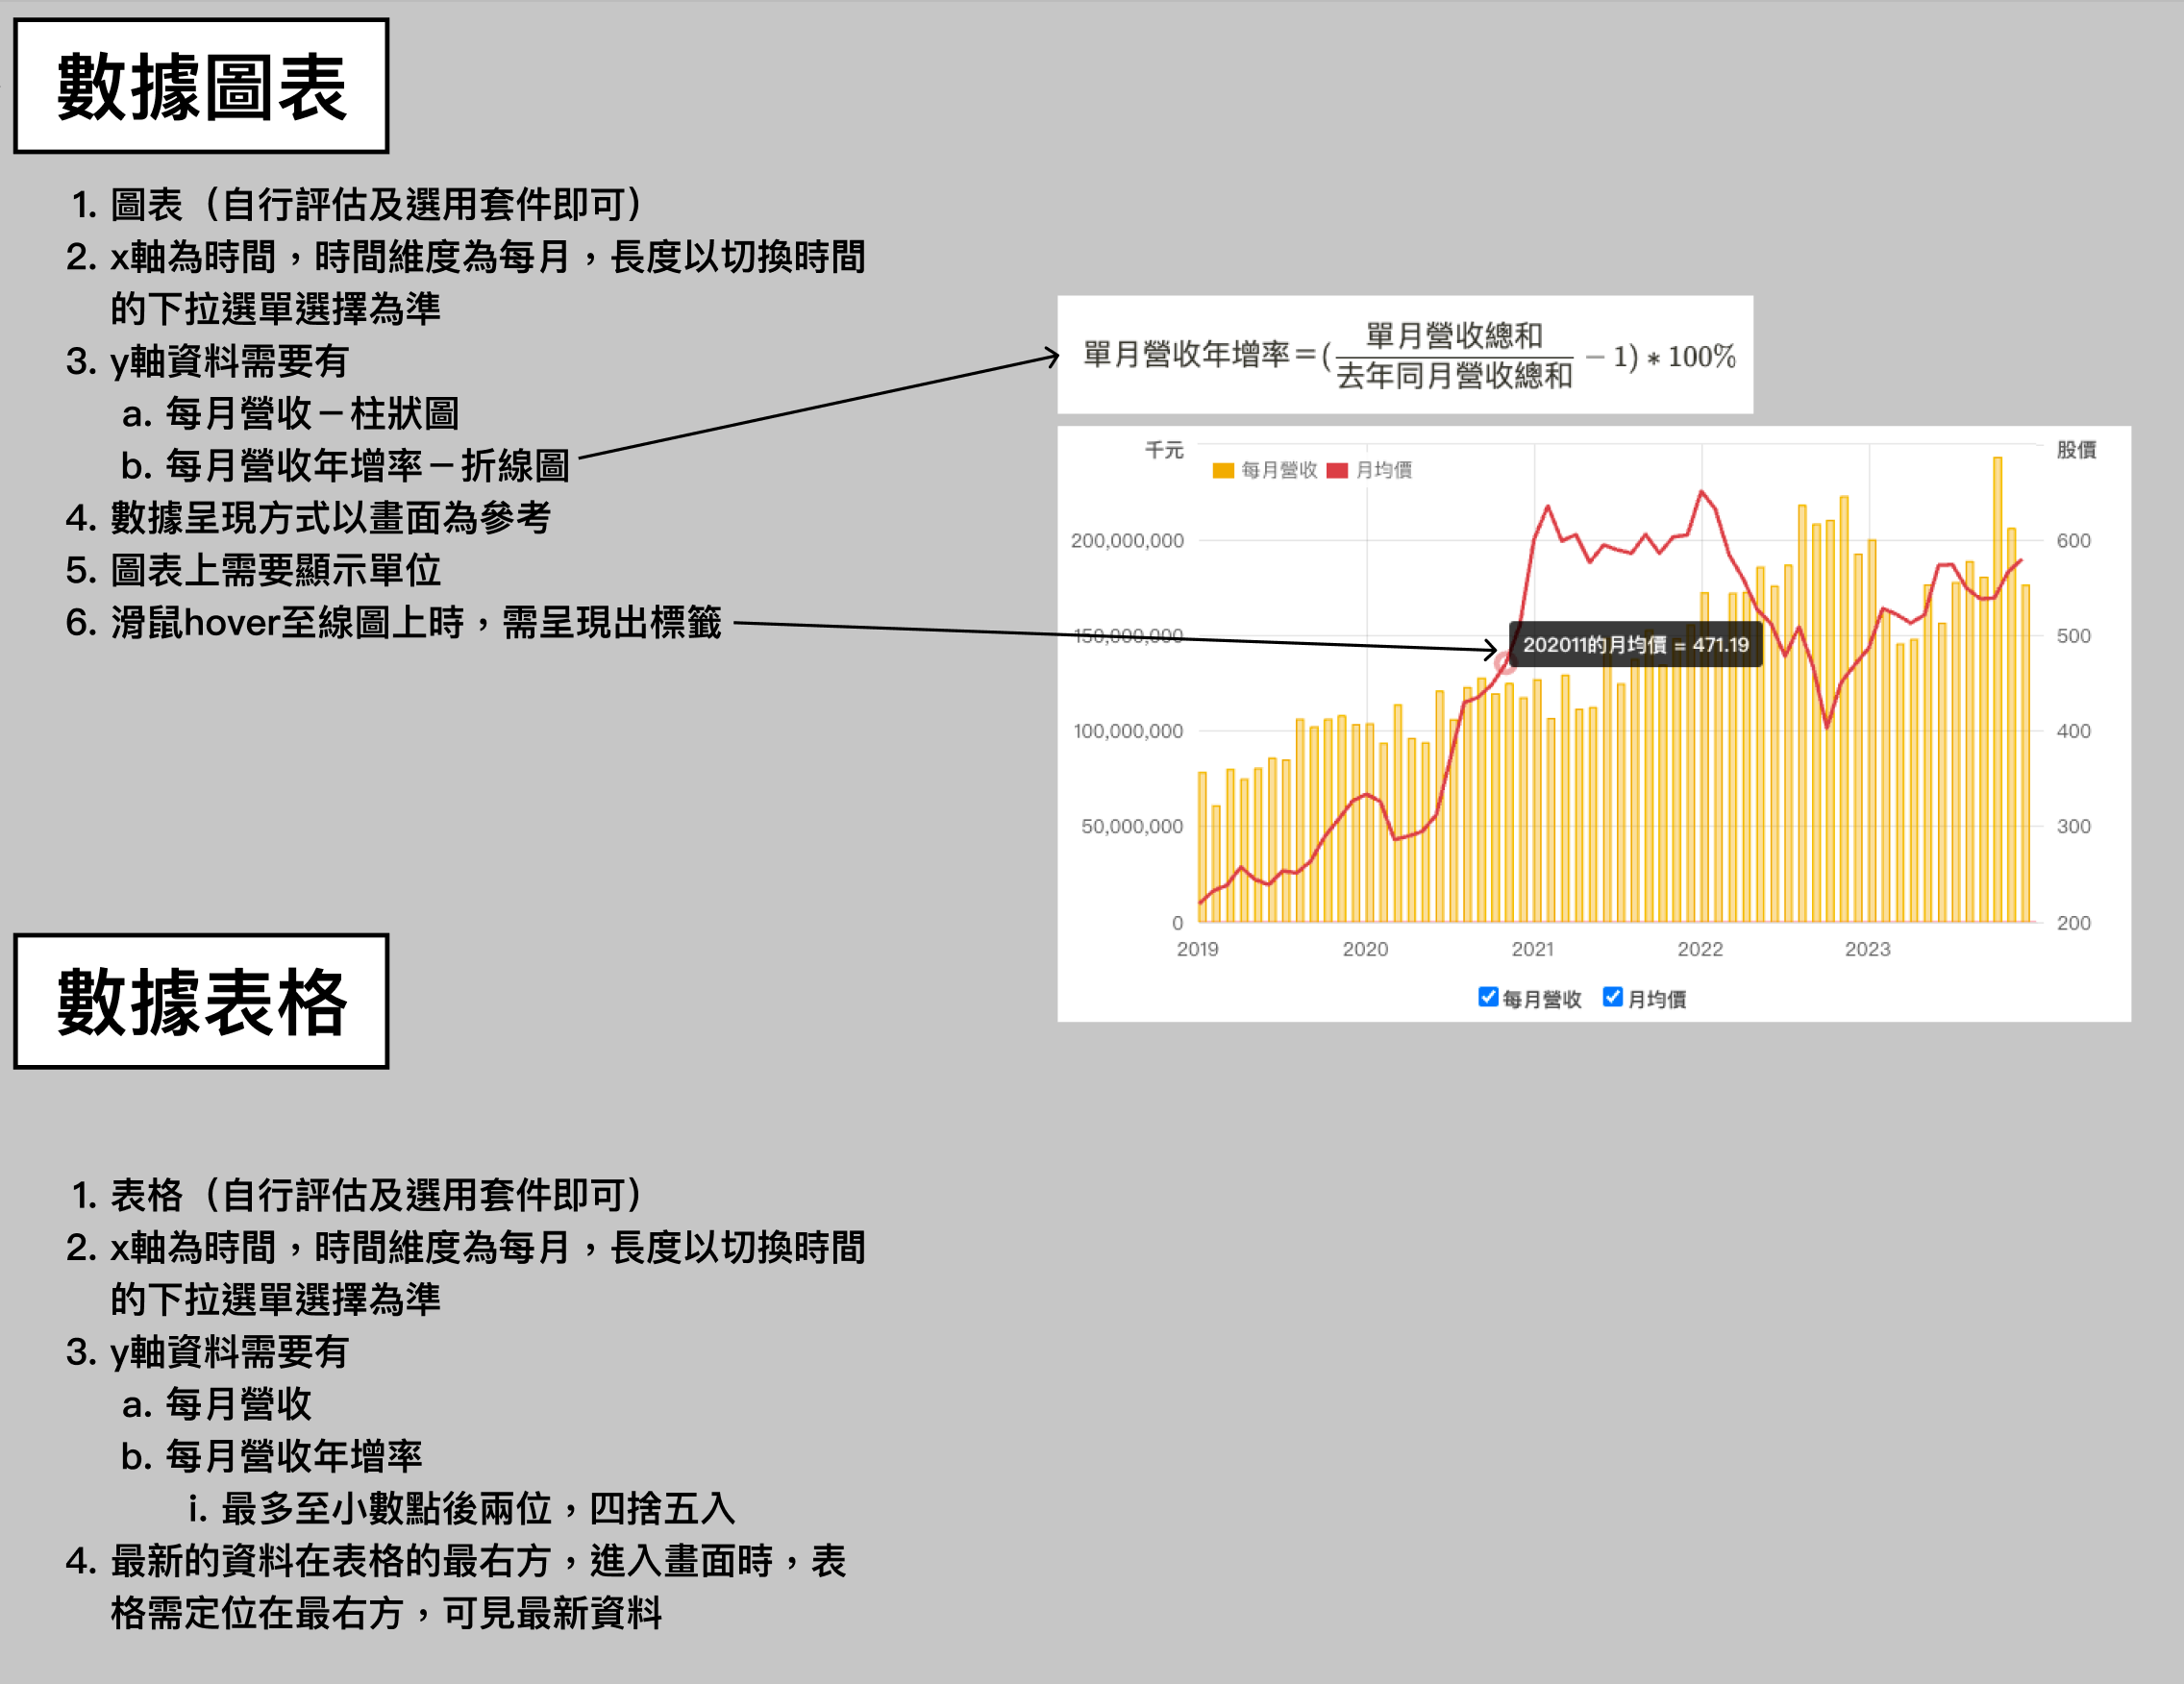 數據圖表
1. 圖表（自行評估及選用套件即可）
2. x軸為時間，時間維度為每月，長度以切換時間
的下拉選單選擇為準
3. y軸資料需要有
a. 每月營收－柱狀圖
b. 每月營收年增率－折線圖
4. 數據呈現方式以畫面為參考
5. 圖表上需要顯示單位
6. 滑鼠hover至線圖上時，需呈現出標籤
單月營收年增率＝( 單月營收總和
去年同月營收總和 − 1) * 100%
千元
股價
每月營收 月均價
200,000,000
600
150,000,000
500
202011的月均價 = 471.19
100,000,000
400
50,000,000
300
0
200
2019 2020 2021 2022 2023
每月營收 月均價
數據表格
1. 表格（自行評估及選用套件即可）
2. x軸為時間，時間維度為每月，長度以切換時間
的下拉選單選擇為準
3. y軸資料需要有
a. 每月營收
b. 每月營收年增率
i. 最多至小數點後兩位，四捨五入
4. 最新的資料在表格的最右方，進入畫面時，表
格需定位在最右方，可見最新資料